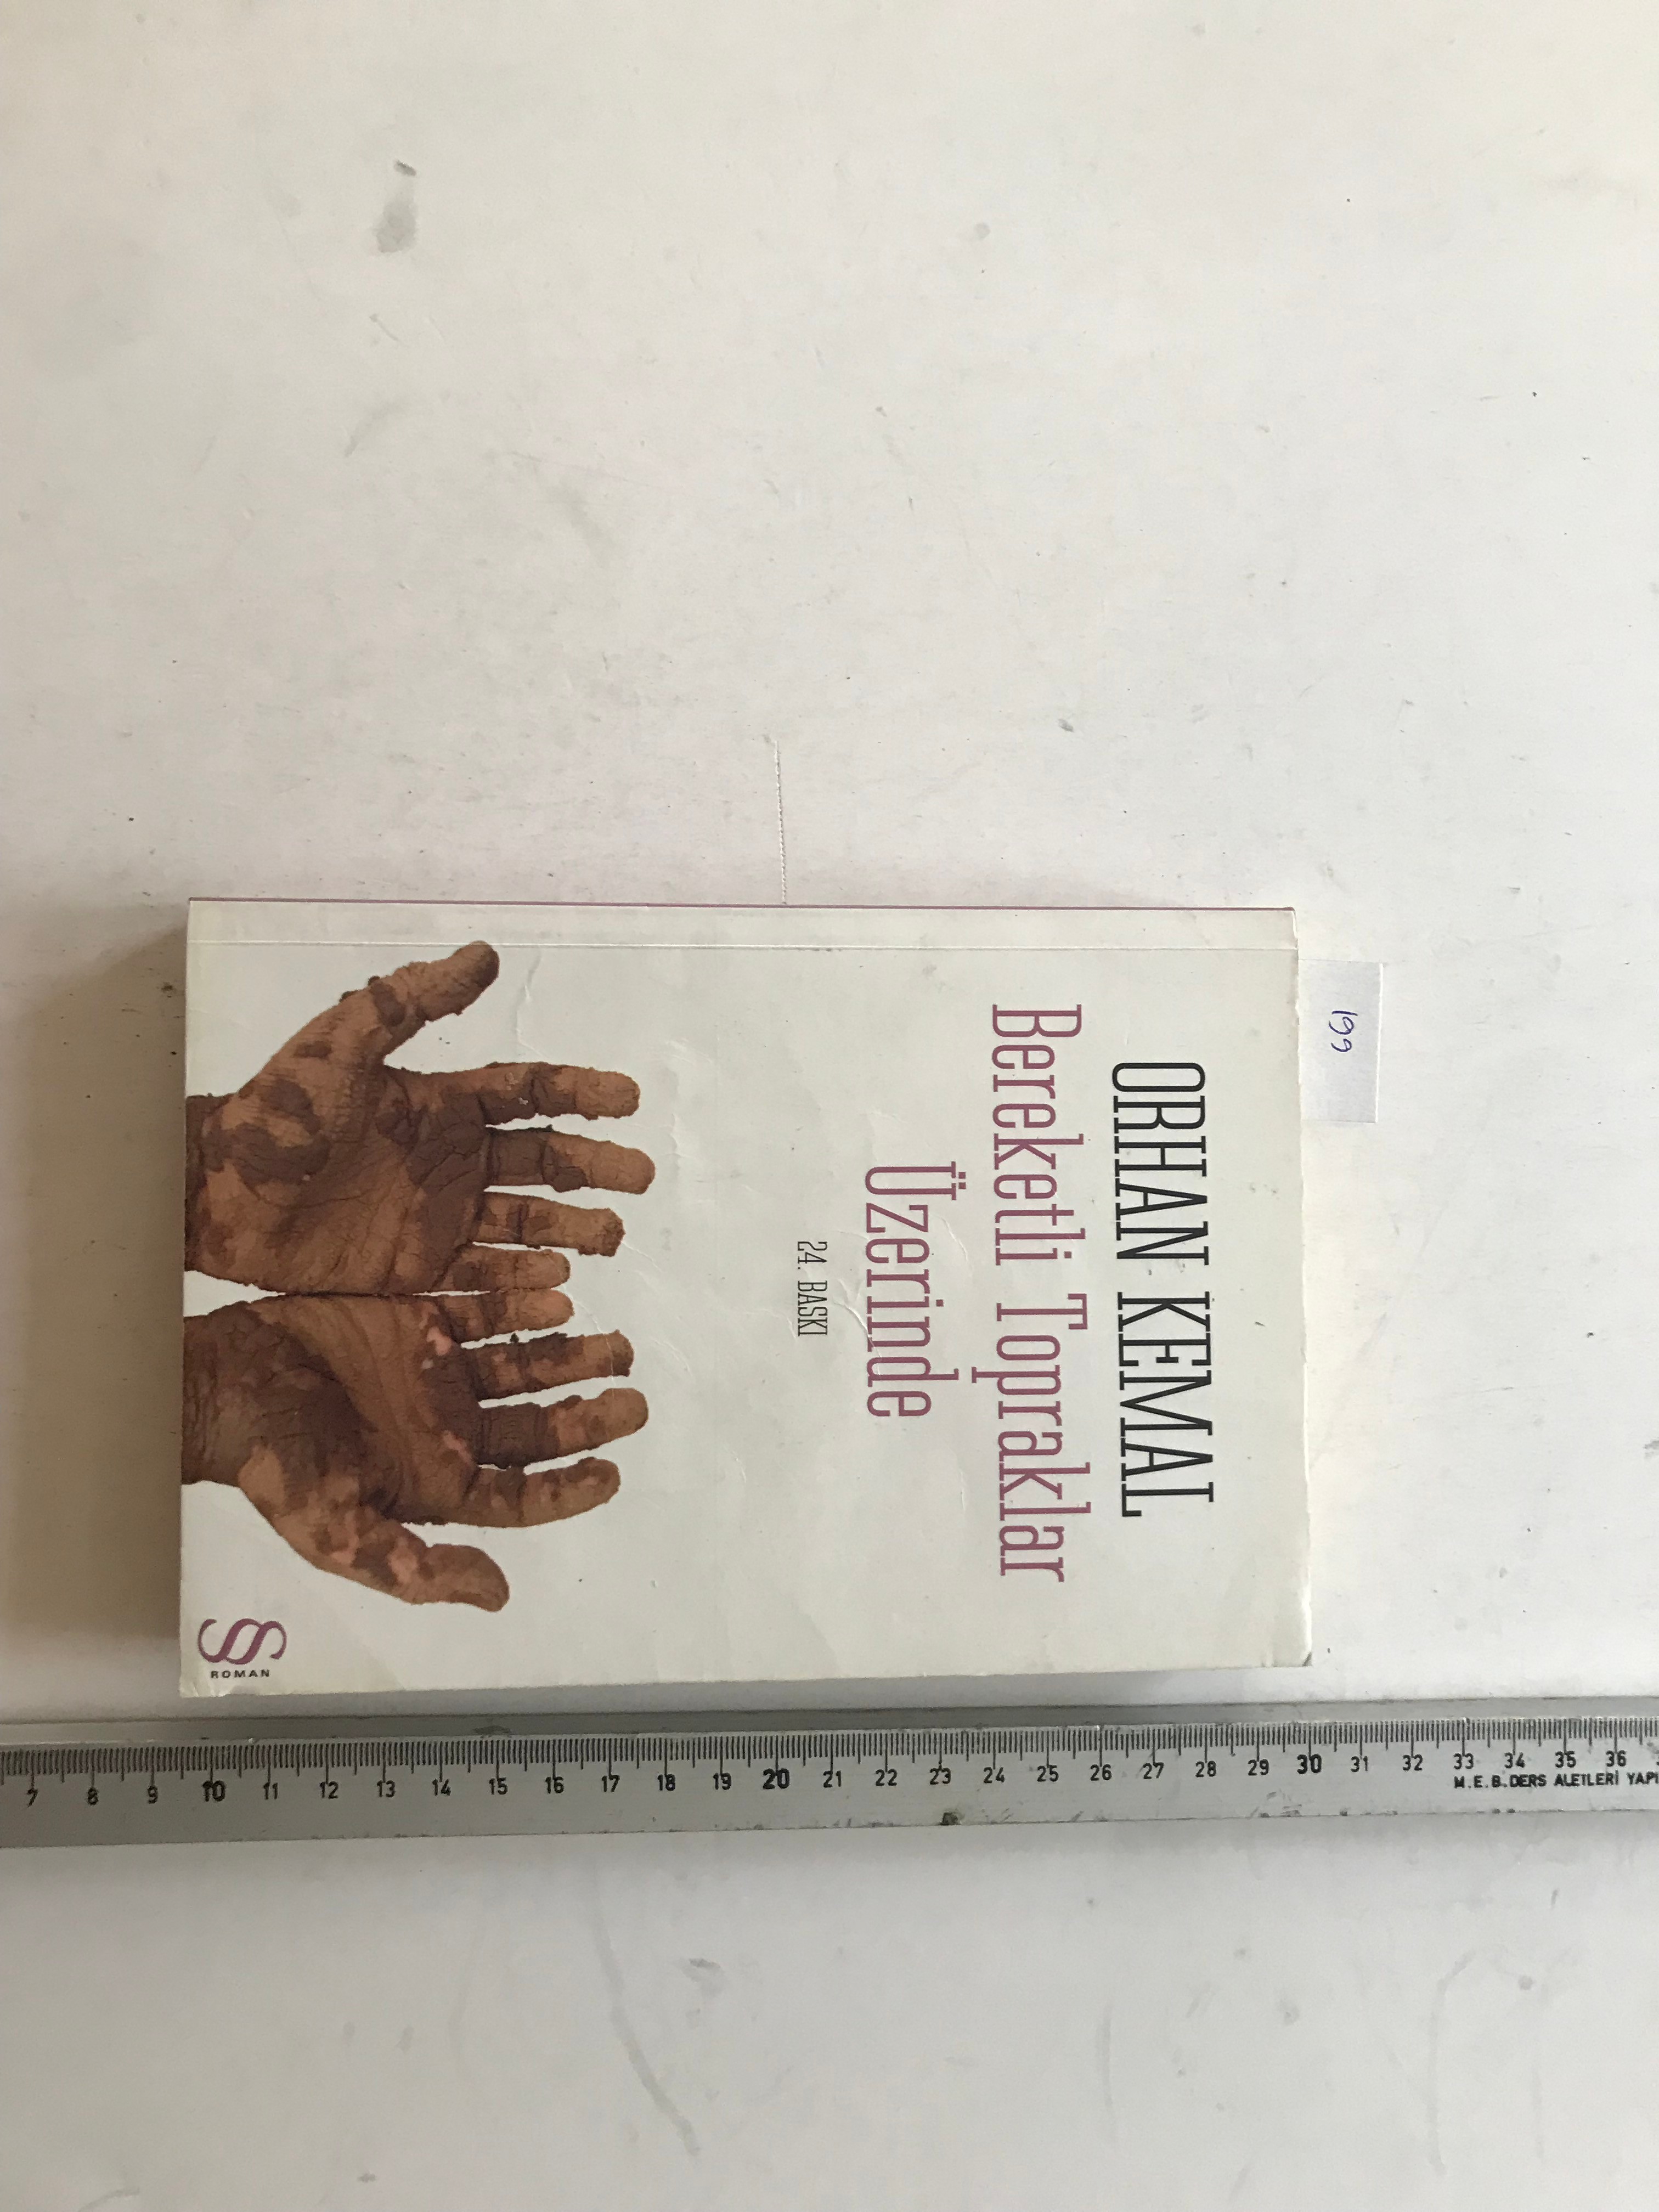 199
ORHAN KEMAL
Bereketli Topraklar
Üzerinde
24. BASKI
ROMAN
7 8 9 10 11 12 13 14 15 16 17 18 19 20 21 22 23 24 25 26 27 28 29 30 31 32 33 34 35 36
M.E.B.DERS ALETLERİ YAPI